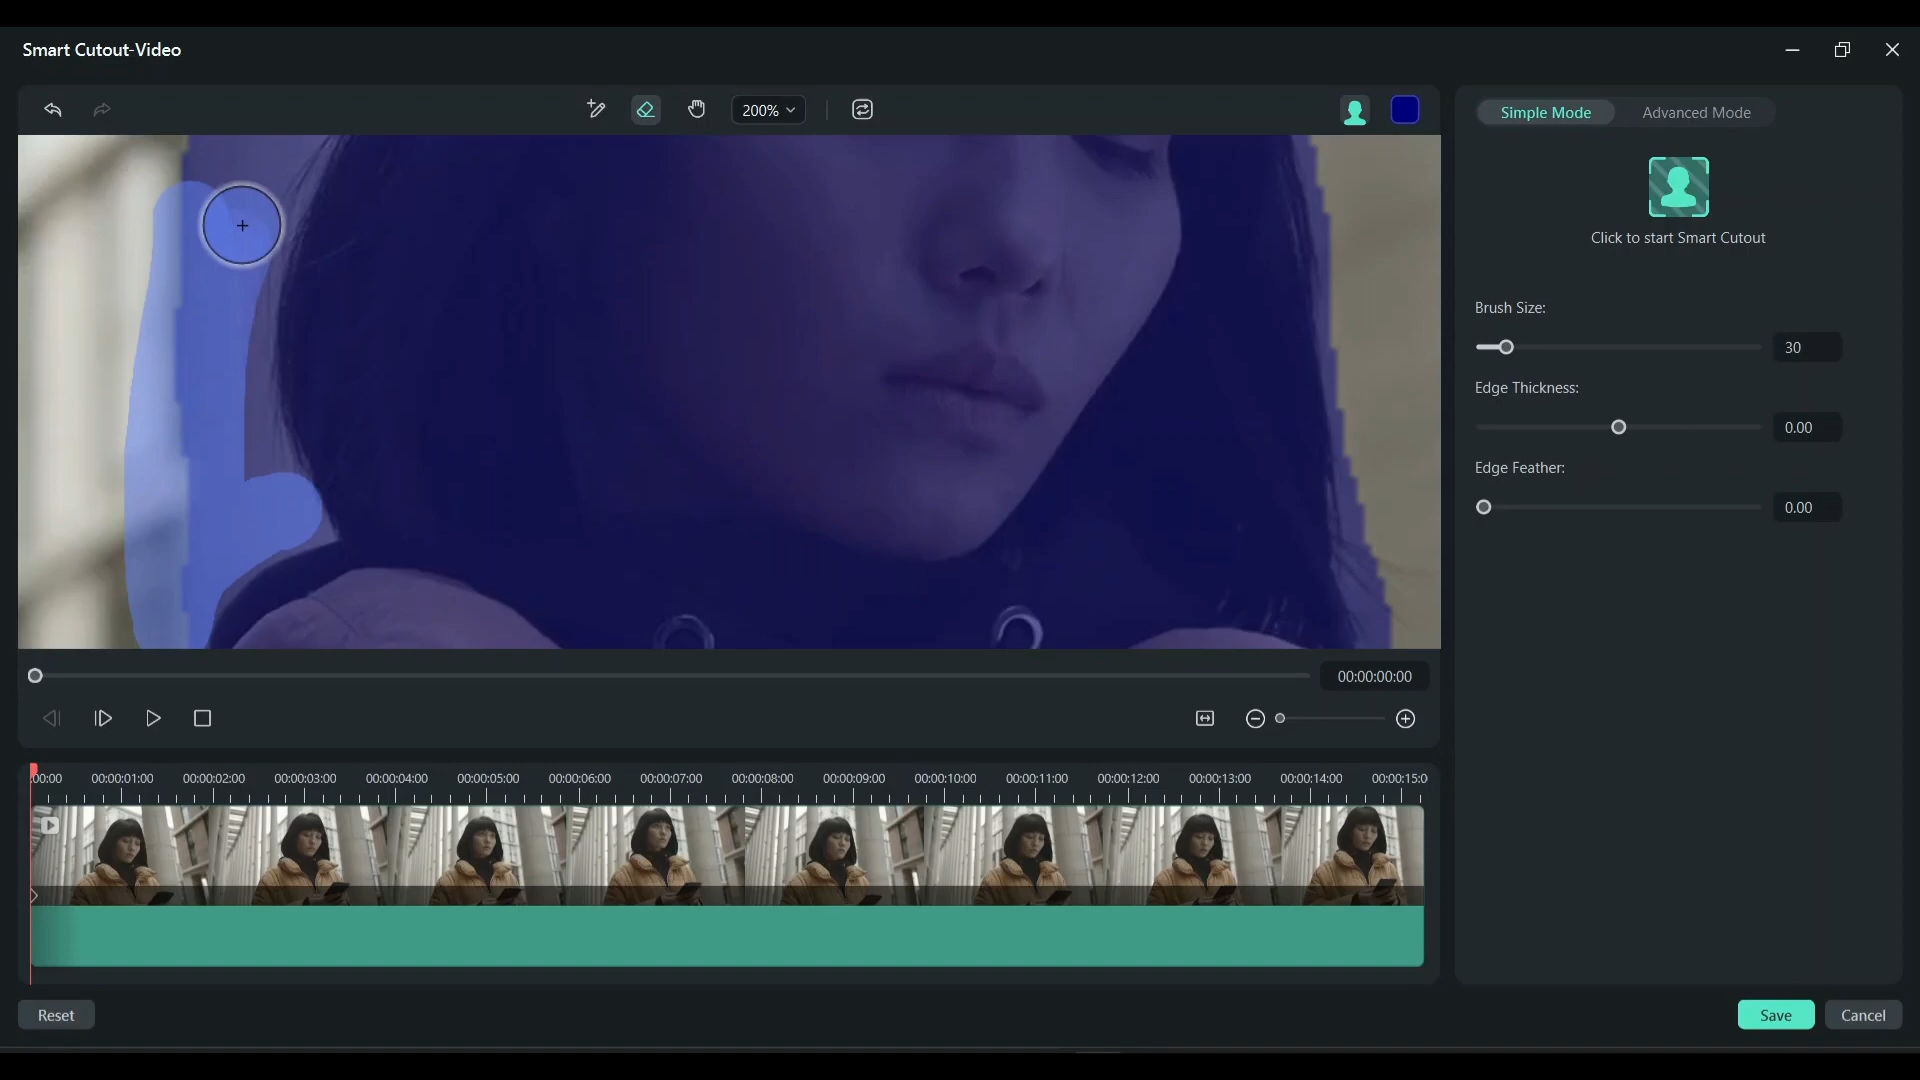 Smart Cutout-Video
200%
Simple Mode
Advanced Mode
Click to start Smart Cutout
Brush Size:
30
Edge Thickness:
0.00
Edge Feather:
0.00
00:00:00:00
:00:00 00:00:01:00 00:00:02:00 00:00:03:00 00:00:04:00 00:00:05:00 00:00:06:00 00:00:07:00 00:00:08:00 00:00:09:00 00:00:10:00 00:00:11:00 00:00:12:00 00:00:13:00 00:00:14:00 00:00:15:0
Reset
Save
Cancel